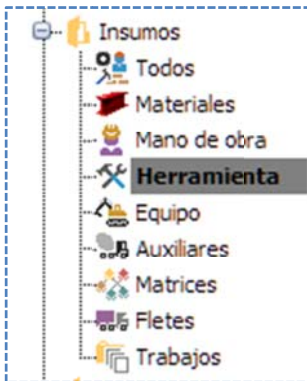 Insumos
Todos
Materiales
Mano de obra
Herramienta
Equipo
Auxiliares
Matrices
Fletes
Trabajos